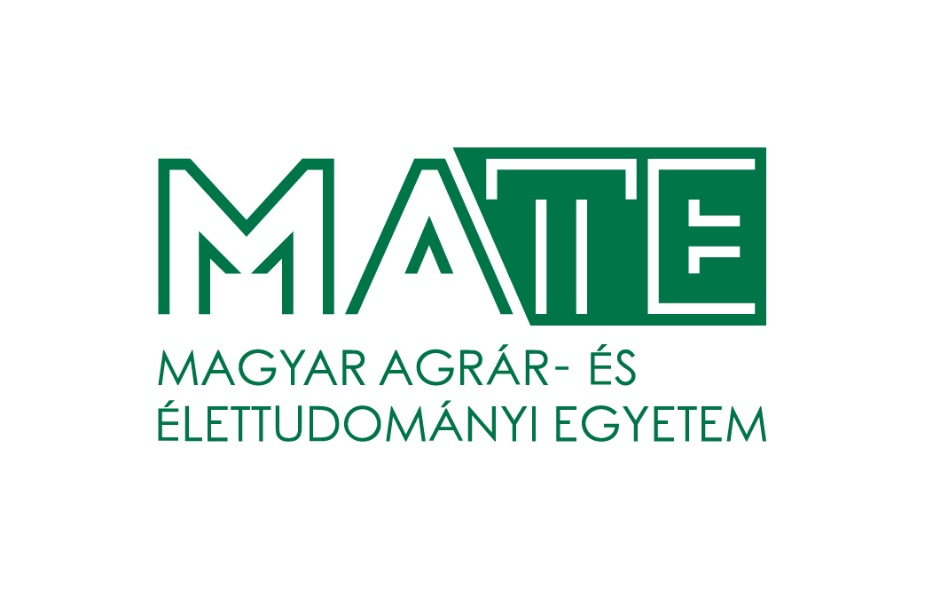 MATE
MAGYAR AGRÁR- ÉS
ÉLETTUDOMÁNYI EGYETEM